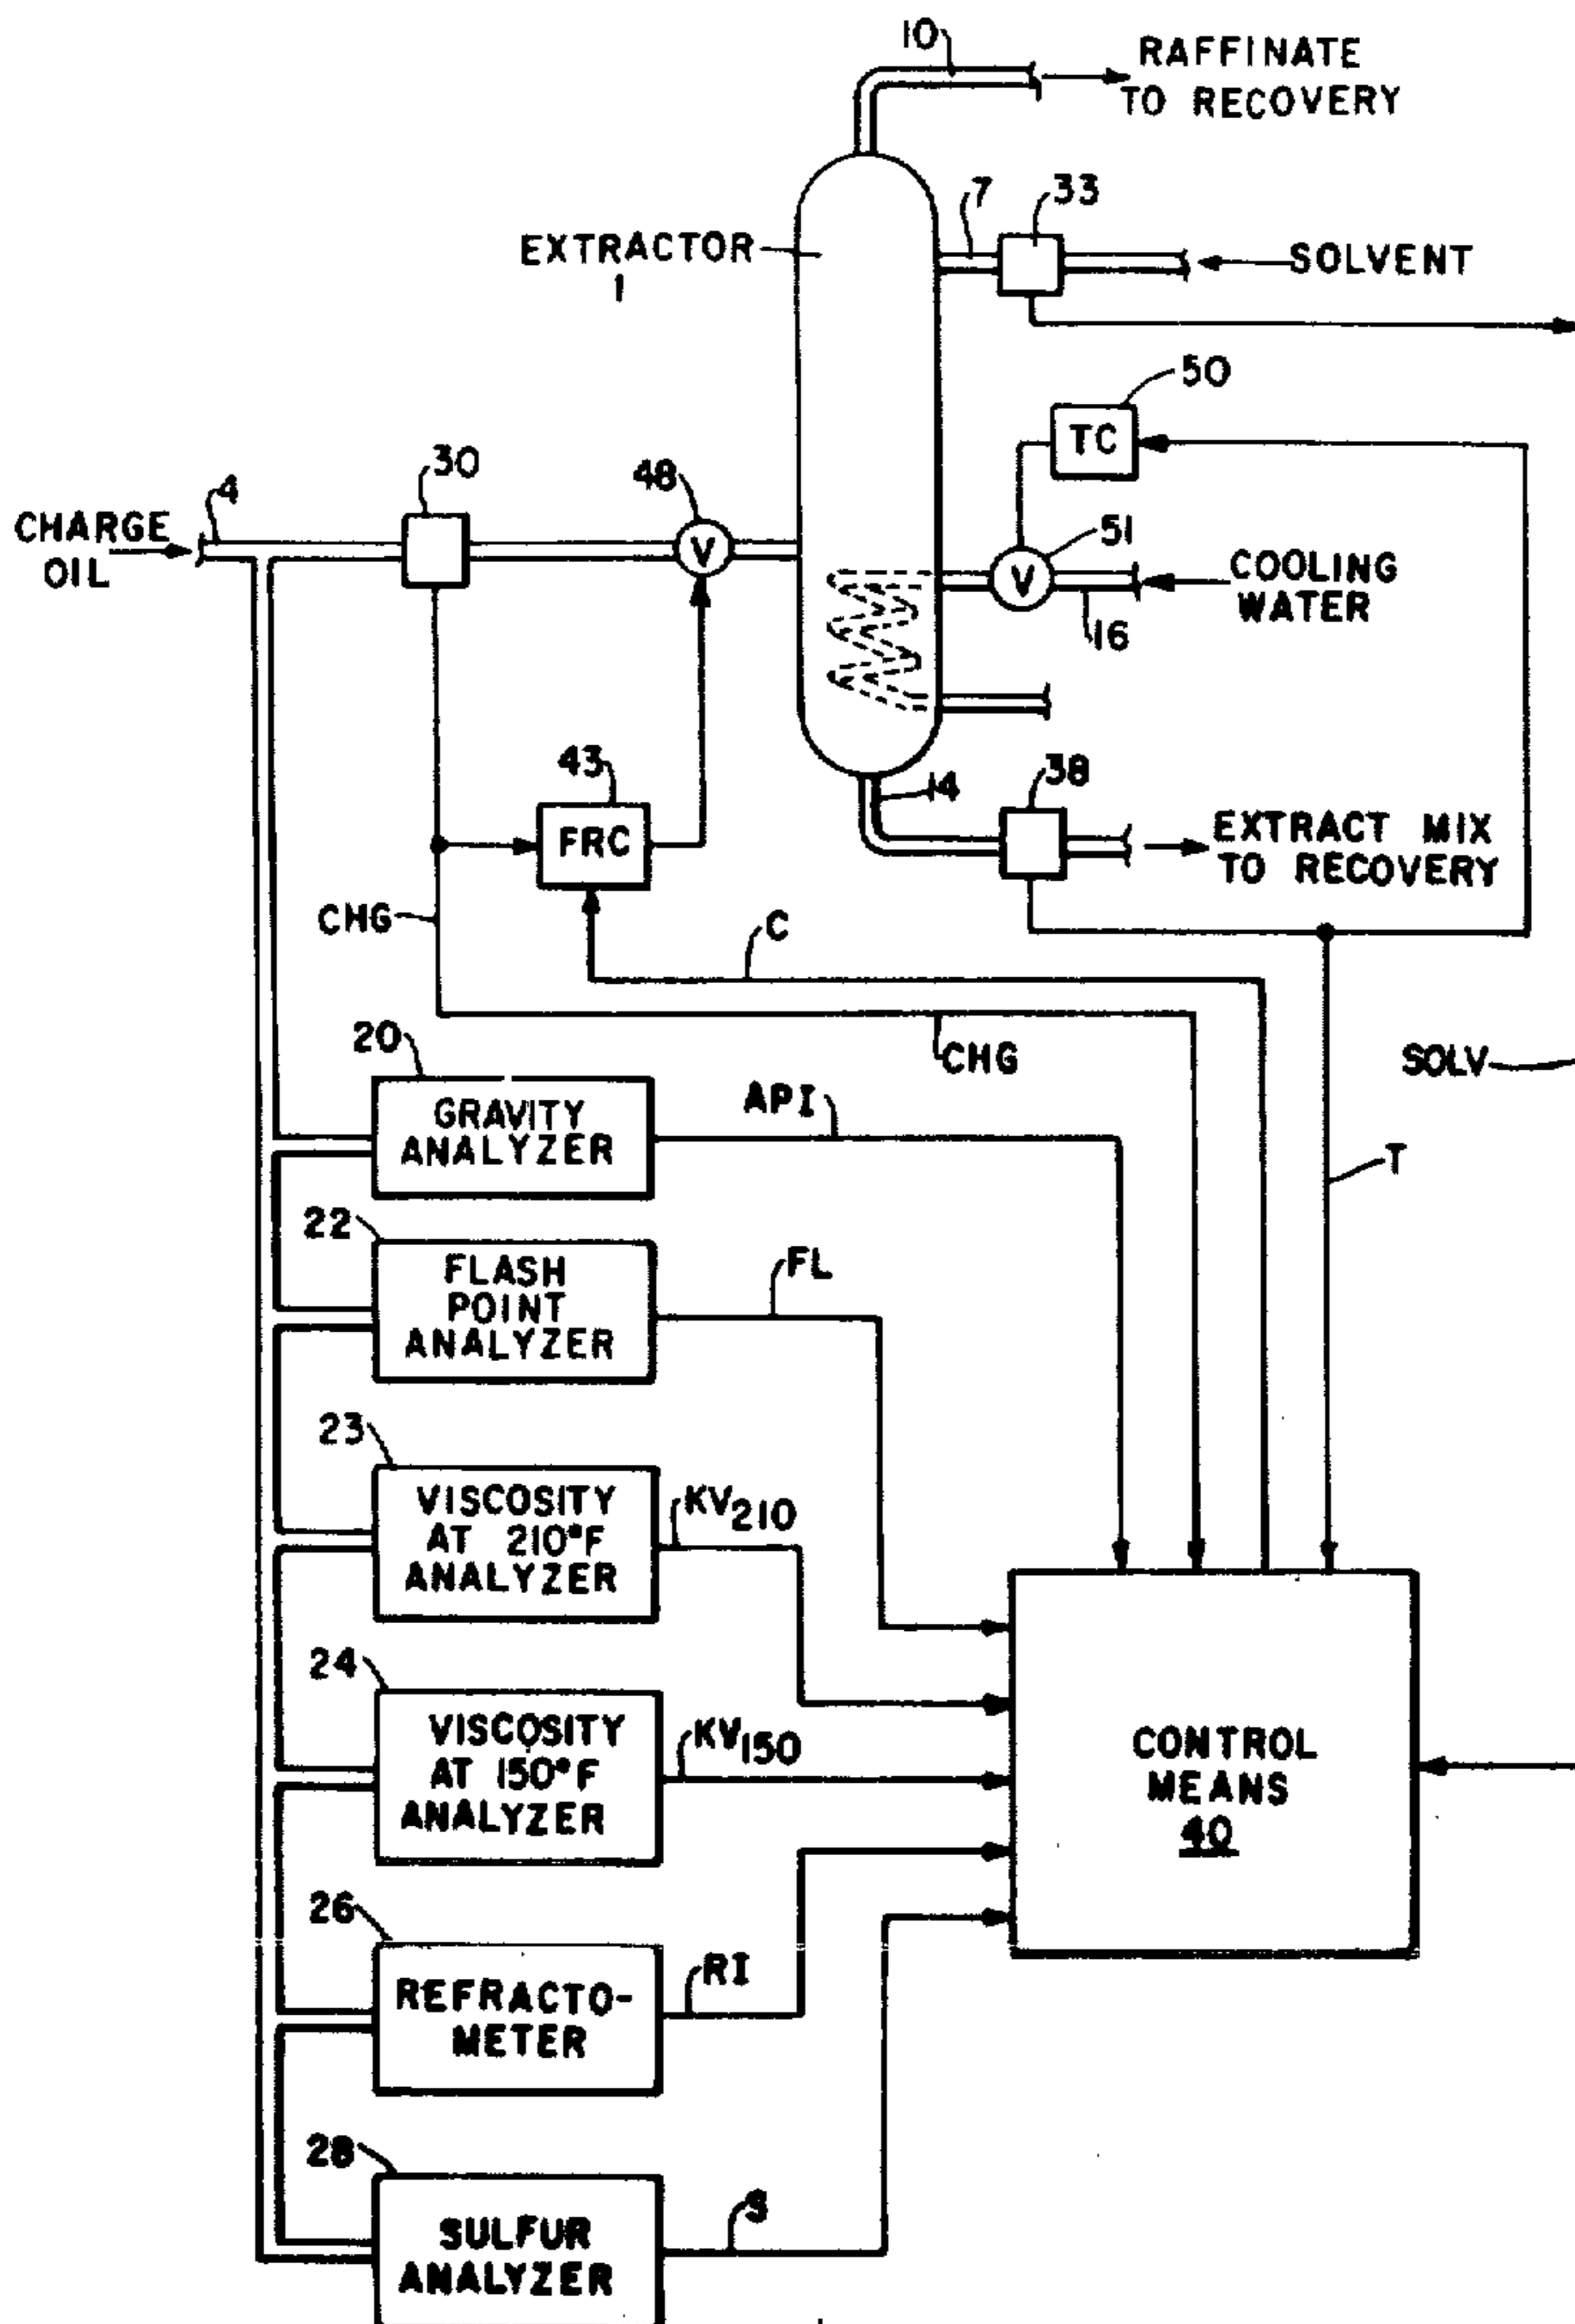 10
RAFFINATE
TO RECOVERY
7
33
EXTRACTOR
1
SOLVENT
50
TC
30
48
4
CHARGE
OIL
V
51
V
COOLING
WATER
16
43
FRC
14
38
EXTRACT MIX
TO RECOVERY
CHG
C
20
CHG
SOLV
GRAVITY
ANALYZER
API
T
22
FLASH
POINT
ANALYZER
FL
23
VISCOSITY
AT 210°F
ANALYZER
KV210
24
VISCOSITY
AT 150°F
ANALYZER
KV150
CONTROL
MEANS
40
26
REFRACTO-
METER
RI
28
SULFUR
ANALYZER
S